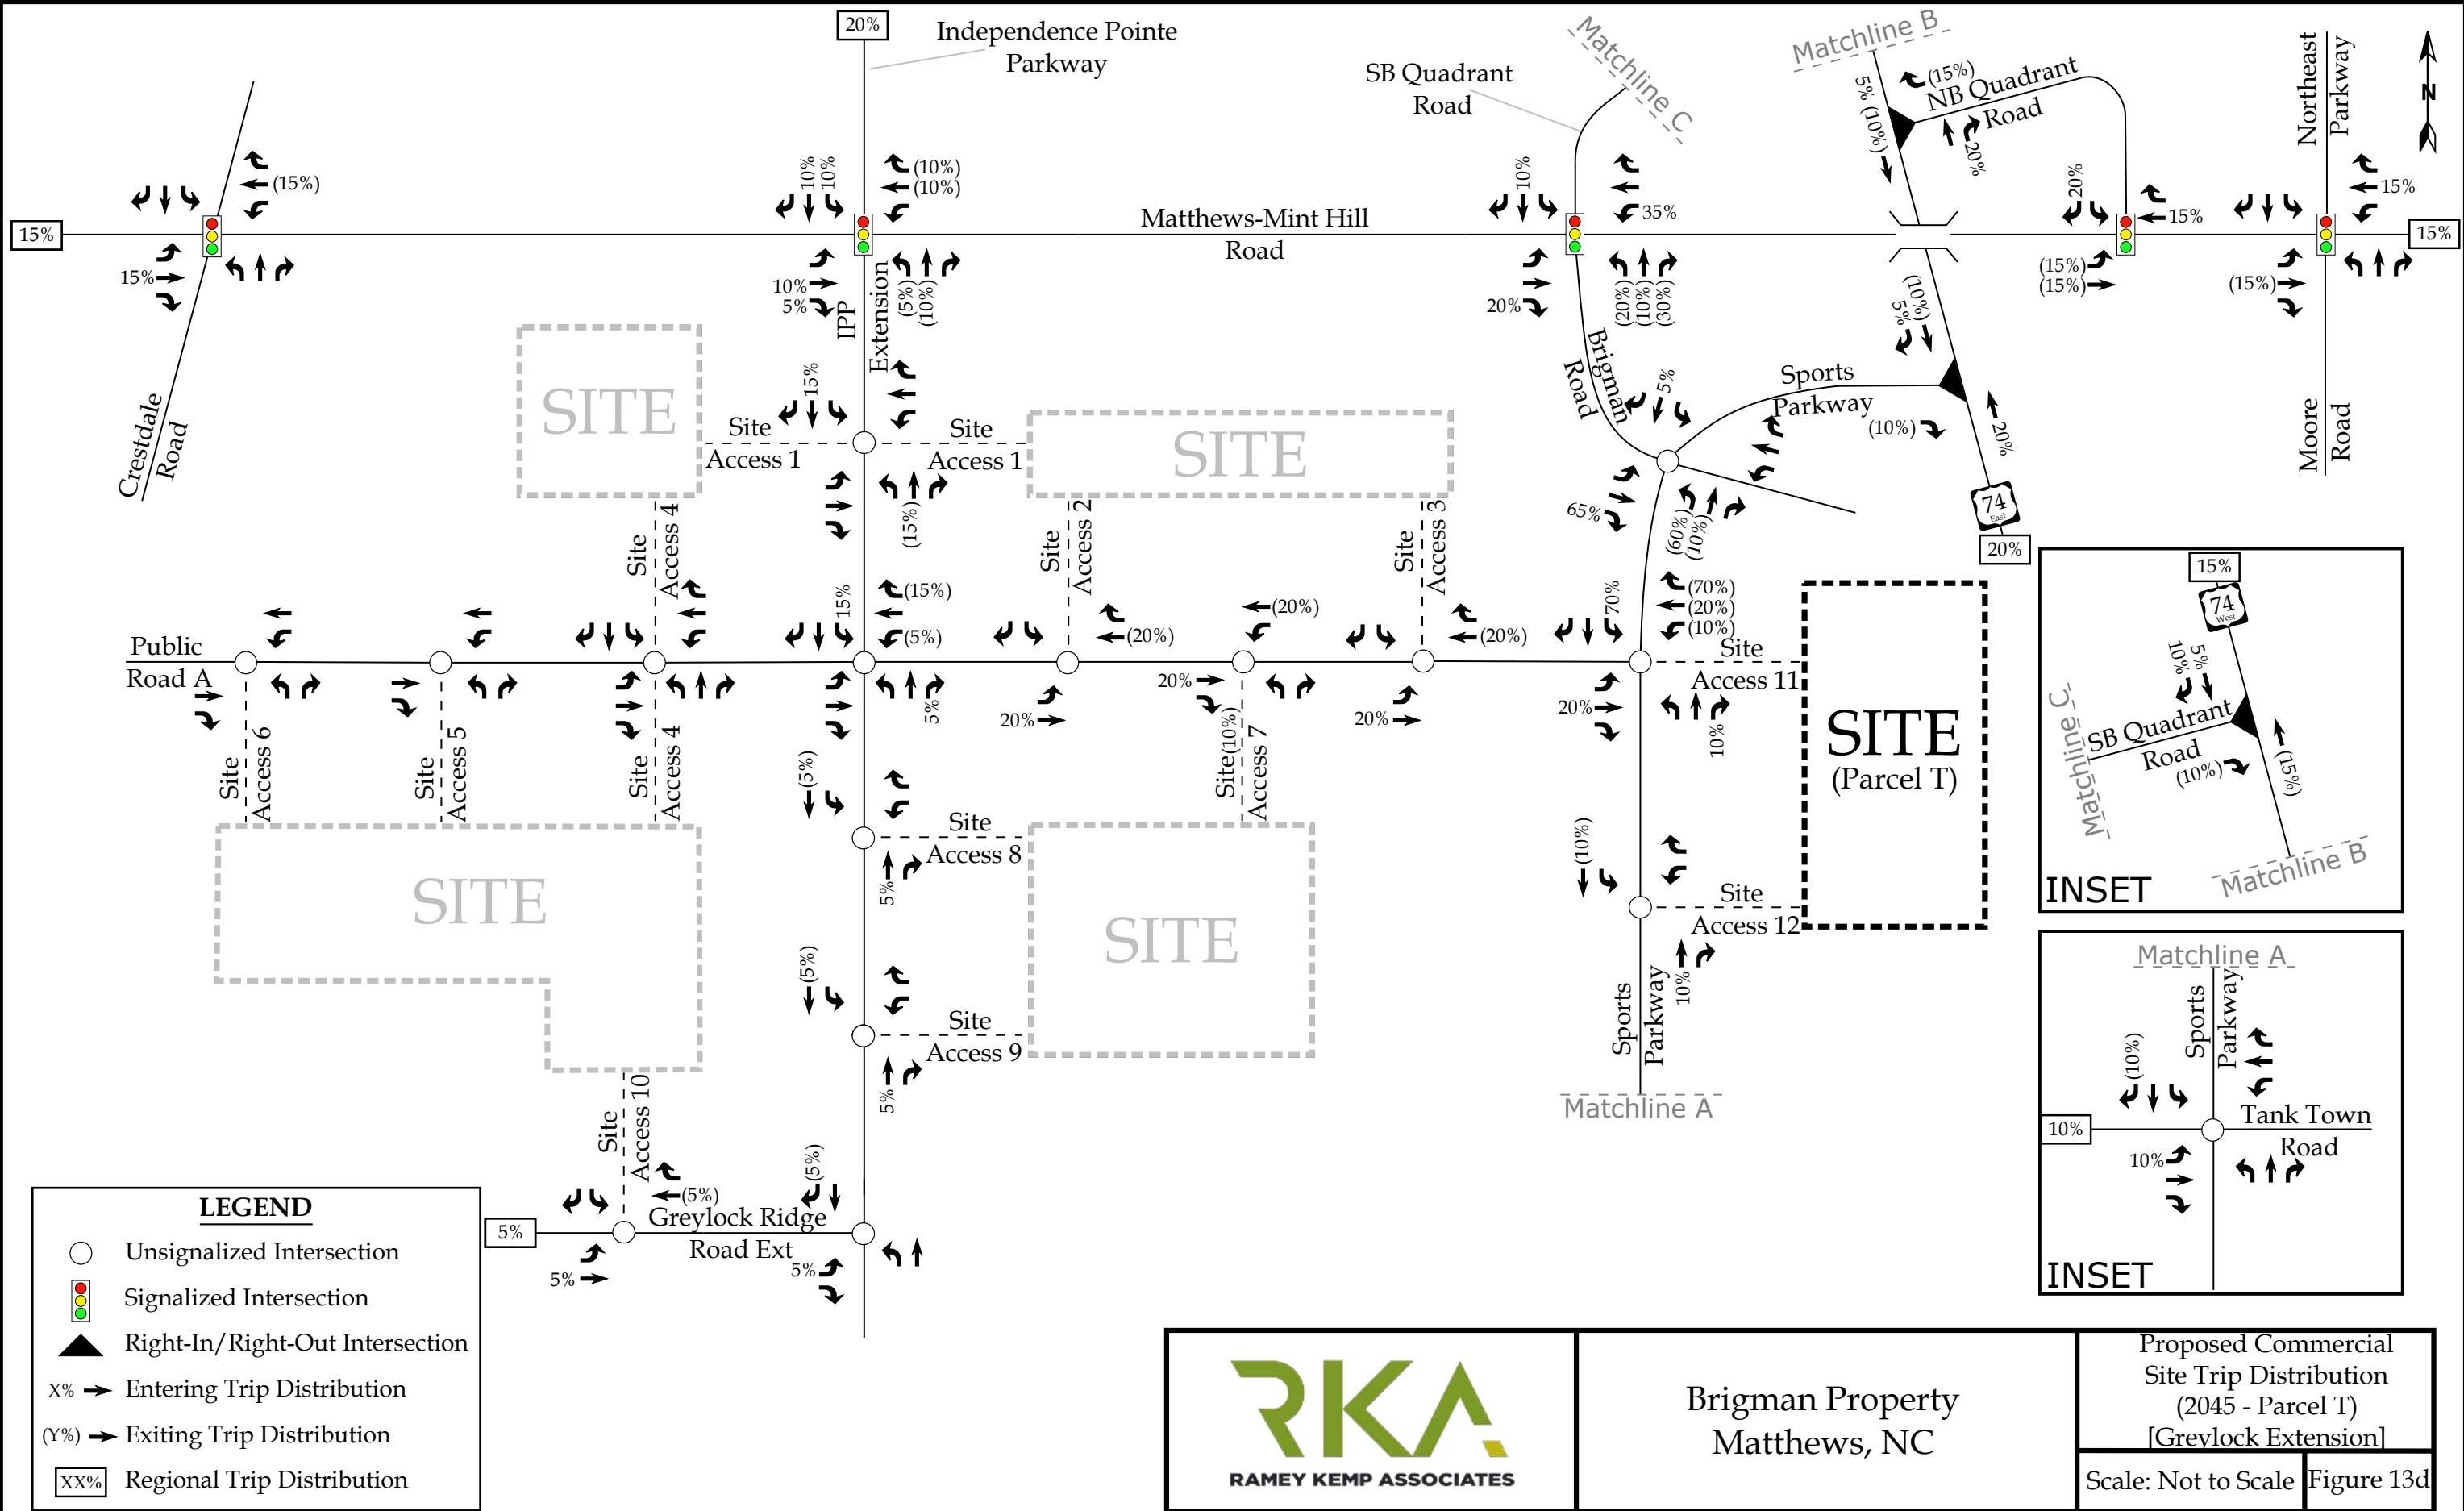 20%
Independence Pointe
Parkway
SB Quadrant
Road
Matchline C
Matchline B
5% (10%)
(15%)
NB Quadrant
Road
20%
Northeast
Parkway
N
(15%)
10%
10%
(10%)
(10%)
10%
35%
20%
15%
15%
15%
15%
15%
Matthews-Mint Hill
Road
10%
5%
IPP
Extension
(5%)
(10%)
20%
(20%)
(10%)
(30%)
(10%)
5%
(15%)
(15%)
(15%)
Crestdale
Road
SITE
15%
Site
Access 1
Site
Access 1
SITE
Brigman
Road
5%
Sports
Parkway
(10%)
20%
Moore
Road
74
East
20%
(15%)
65%
(60%)
(10%)
Site
Access 4
Site
Access 2
Site
Access 3
Public
Road A
15%
(15%)
(5%)
(20%)
(20%)
(20%)
70%
(70%)
(20%)
(10%)
Site
Access 11
5%
20%
20%
20%
20%
10%
SITE
(Parcel T)
Site
Access 6
Site
Access 5
Site
Access 4
Site
(10%)
Access 7
(5%)
Site
Access 8
5%
SITE
SITE
(10%)
Site
Access 12
10%
Sports
Parkway
Matchline A
(5%)
Site
Access 9
5%
Site
Access 10
(5%)
(5%)
5%
Greylock Ridge
Road Ext
5%
5%
15%
74
West
10%
5%
Matchline C
SB Quadrant
Road
(10%)
(15%)
Matchline B
INSET
Matchline A
Sports
Parkway
(10%)
10%
Tank Town
Road
10%
INSET
LEGEND
Unsignalized Intersection
Signalized Intersection
Right-In/Right-Out Intersection
X% Entering Trip Distribution
(Y%) Exiting Trip Distribution
XX% Regional Trip Distribution
RKA
RAMEY KEMP ASSOCIATES
Brigman Property
Matthews, NC
Proposed Commercial
Site Trip Distribution
(2045 - Parcel T)
[Greylock Extension]
Scale: Not to Scale
Figure 13d